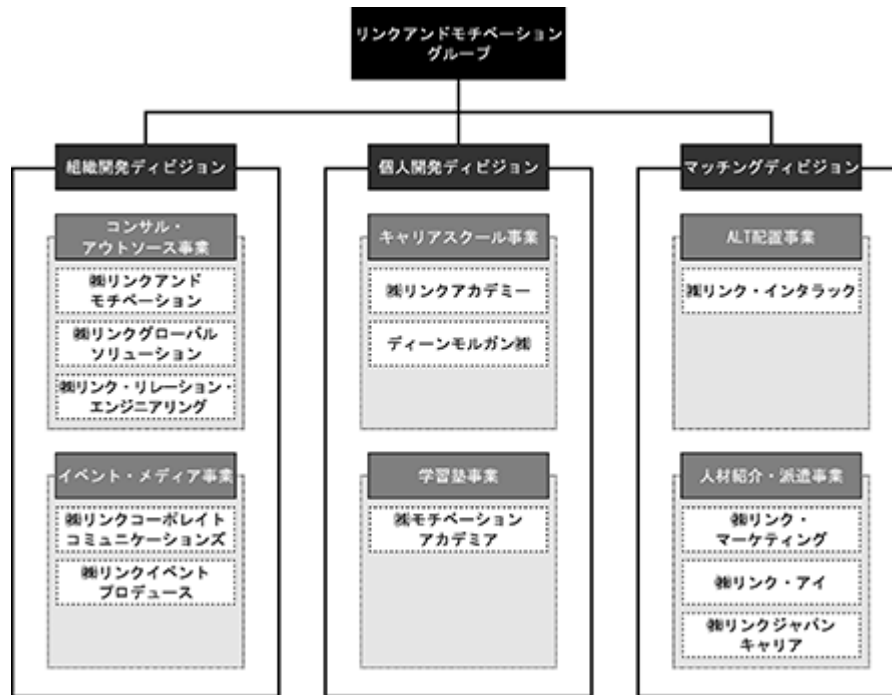 リンクアンドモチベーション
グループ
組織開発ディビジョン
コンサル・
アウトソース事業
㈱リンクアンド
モチベーション
㈱リンクグローバル
ソリューション
㈱リンク・リレーション・
エンジニアリング
イベント・メディア事業
㈱リンクコーポレイト
コミュニケーションズ
㈱リンクイベント
プロデュース
個人開発ディビジョン
キャリアスクール事業
㈱リンクアカデミー
ディーンモルガン㈱
学習塾事業
㈱モチベーション
アカデミア
マッチングディビジョン
ALT配置事業
㈱リンク・インタラック
人材紹介・派遣事業
㈱リンク・
マーケティング
㈱リンク・アイ
㈱リンクジャパン
キャリア